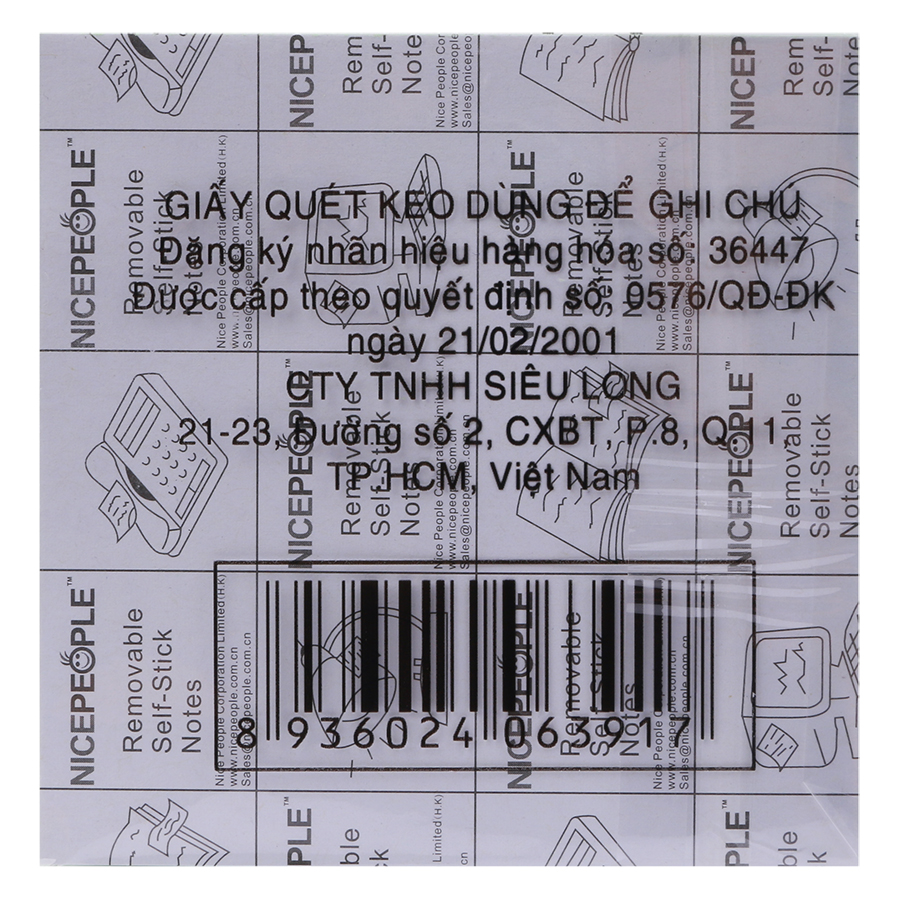 GIẤY QUÉT KEO DÙNG ĐỂ GHI CHÚ
Đăng ký nhãn hiệu hàng hóa số: 36447
Được cấp theo quyết định số: 0576/QĐ-ĐK
ngày 21/02/2001
CTY TNHH SIÊU LONG
21-23, Đường số 2, CXBT, P.8, Q.11
TP.HCM, Việt Nam
8 936024 063917
NICEPEOPLE™
Removable
Self-Stick
Notes
Nice People Corporation Limited(H.K)
www.nicepeople.com.cn
Sales@nicepeople.com.cn